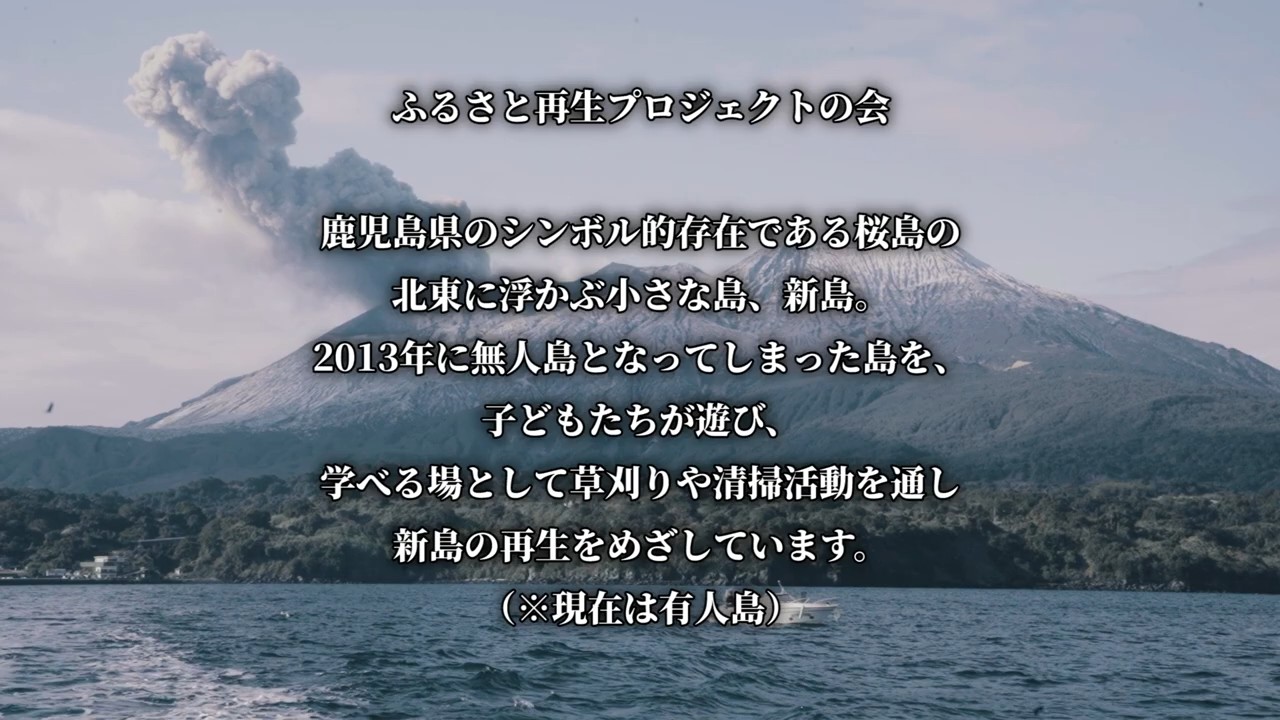 ふるさと再生プロジェクトの会
鹿児島県のシンボル的存在である桜島の
北東に浮かぶ小さな島、新島。
2013年に無人島となってしまった島を、
子どもたちが遊び、
学べる場として草刈りや清掃活動を通し
新島の再生をめざしています。
（※現在は有人島）